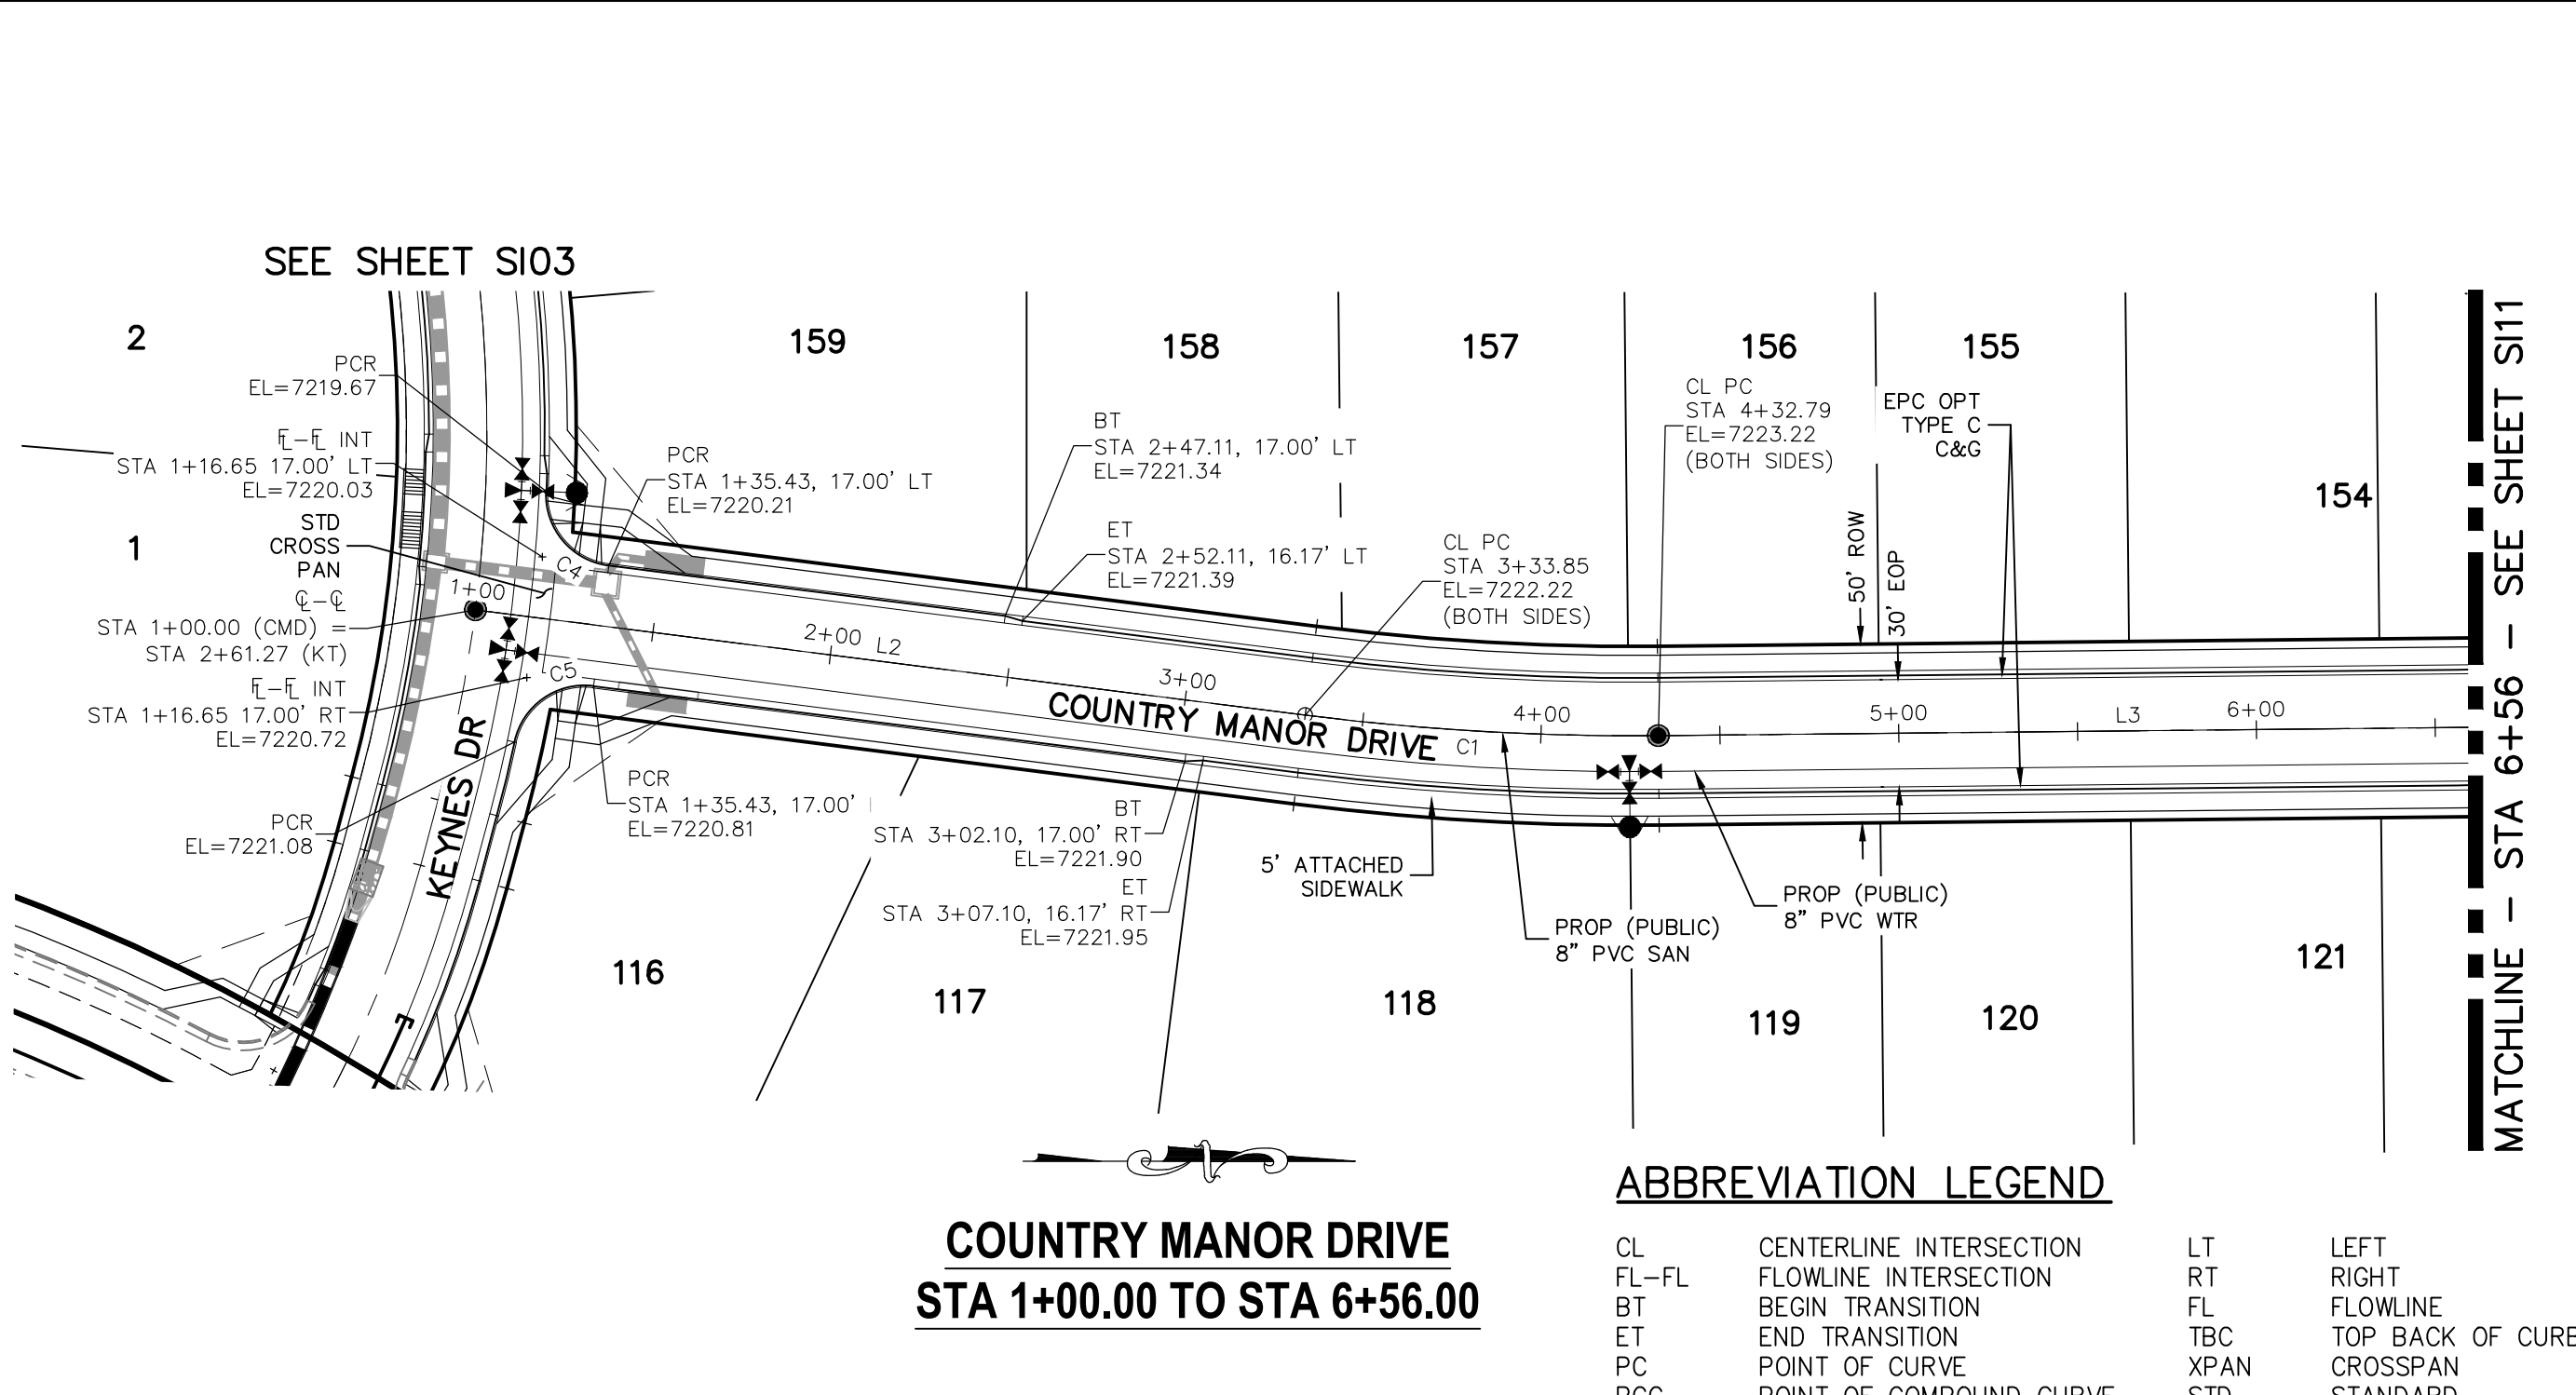 SEE SHEET SI03
2
159
158
157
156
155
154
PCR
EL=7219.67
FL-FL INT
STA 1+16.65 17.00' LT
EL=7220.03
STD
CROSS
PAN
1
CL-CL
STA 1+00.00 (CMD) =
STA 2+61.27 (KT)
FL-FL INT
STA 1+16.65 17.00' RT
EL=7220.72
PCR
EL=7221.08
PCR
STA 1+35.43, 17.00' LT
EL=7220.21
BT
STA 2+47.11, 17.00' LT
EL=7221.34
ET
STA 2+52.11, 16.17' LT
EL=7221.39
CL PC
STA 3+33.85
EL=7222.22
(BOTH SIDES)
CL PC
STA 4+32.79
EL=7223.22
(BOTH SIDES)
EPC OPT
TYPE C
C&G
50' ROW
30' EOP
C4
1+00
C5
2+00 L2
3+00
4+00
C1
5+00
L3
6+00
COUNTRY MANOR DRIVE
KEYNES DR
PCR
STA 1+35.43, 17.00'
EL=7220.81
BT
STA 3+02.10, 17.00' RT
EL=7221.90
ET
STA 3+07.10, 16.17' RT
EL=7221.95
5' ATTACHED
SIDEWALK
PROP (PUBLIC)
8" PVC SAN
PROP (PUBLIC)
8" PVC WTR
116
117
118
119
120
121
MATCHLINE - STA 6+56 - SEE SHEET SI11
COUNTRY MANOR DRIVE
STA 1+00.00 TO STA 6+56.00
ABBREVIATION LEGEND
CL CENTERLINE INTERSECTION LT LEFT
FL-FL FLOWLINE INTERSECTION RT RIGHT
BT BEGIN TRANSITION FL FLOWLINE
ET END TRANSITION TBC TOP BACK OF CURB
PC POINT OF CURVE XPAN CROSSPAN
PCC POINT OF COMPOUND CURVE STD STANDARD